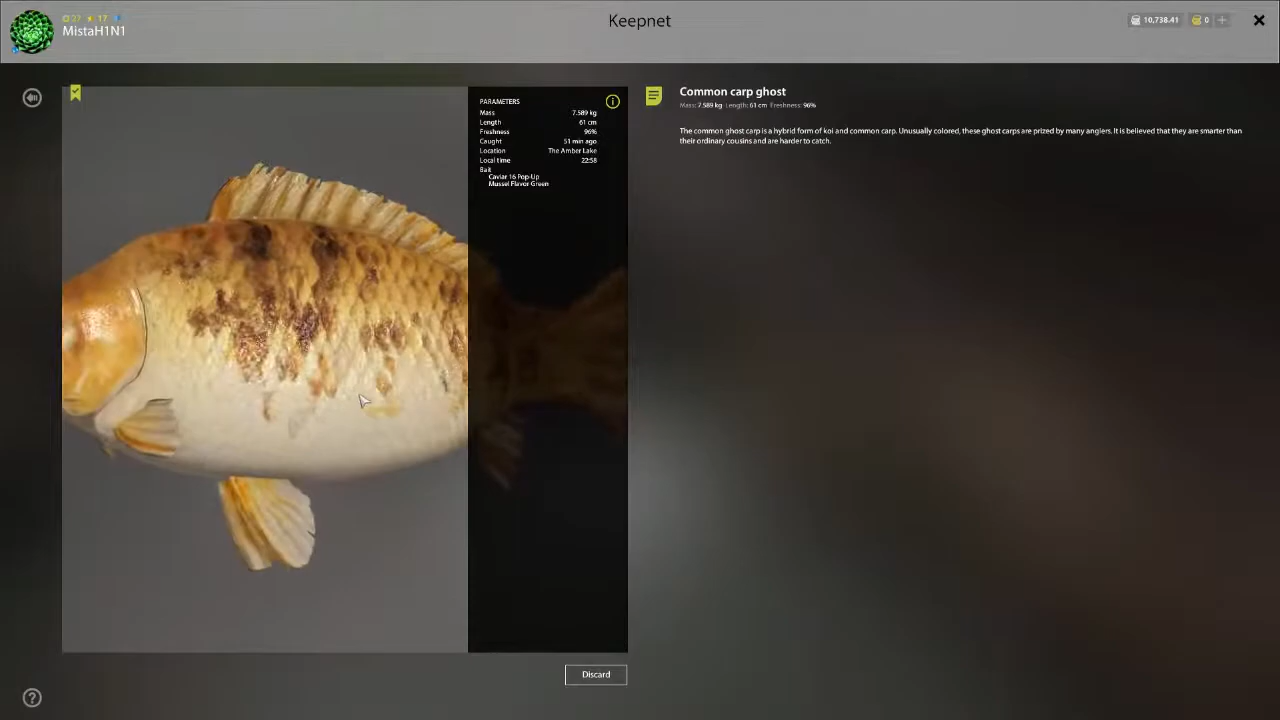 37 17
MistaH1N1
Keepnet
10,738.41 0
PARAMETERS
Mass 7.589 kg
Length 61 cm
Freshness 96%
Caught 51 min ago
Location The Amber Lake
Local time 22:58
Bait
Caviar 16 Pop-Up
Mussel Flavor Green
Common carp ghost
Mass: 7.589 kg Length: 61 cm Freshness: 96%
The common ghost carp is a hybrid form of koi and common carp. Unusually colored, these ghost carps are prized by many anglers. It is believed that they are smarter than
their ordinary cousins and are harder to catch.
Discard